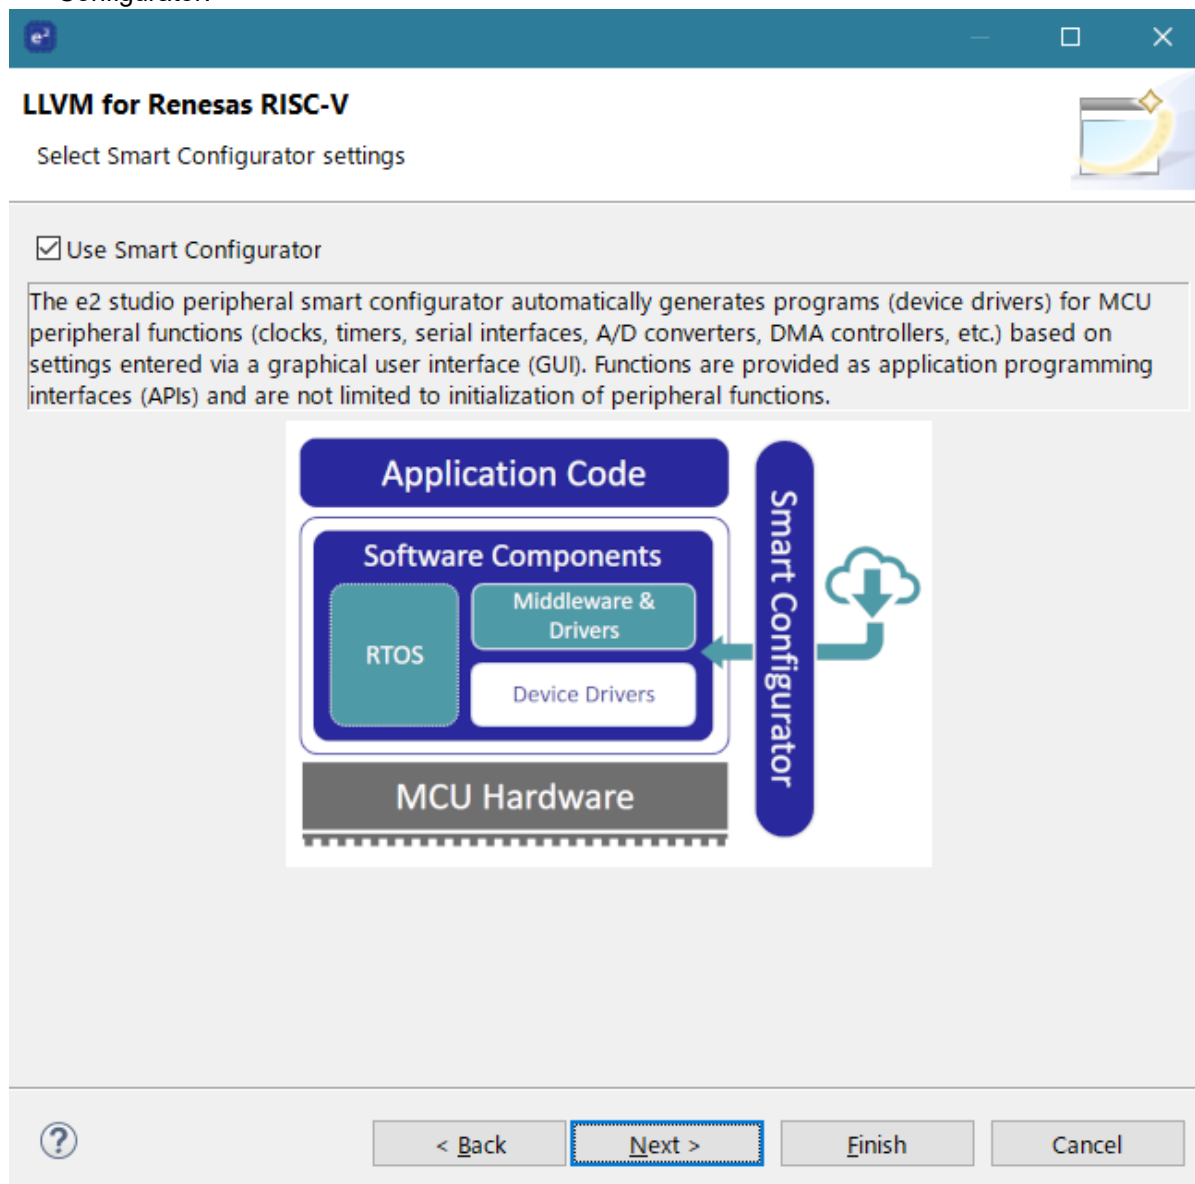 Configurator.
e²
LLVM for Renesas RISC-V
Select Smart Configurator settings
Use Smart Configurator
The e2 studio peripheral smart configurator automatically generates programs (device drivers) for MCU
peripheral functions (clocks, timers, serial interfaces, A/D converters, DMA controllers, etc.) based on
settings entered via a graphical user interface (GUI). Functions are provided as application programming
interfaces (APIs) and are not limited to initialization of peripheral functions.
Application Code
Software Components
RTOS
Middleware &
Drivers
Device Drivers
MCU Hardware
Smart Configurator
?
< Back
Next >
Finish
Cancel